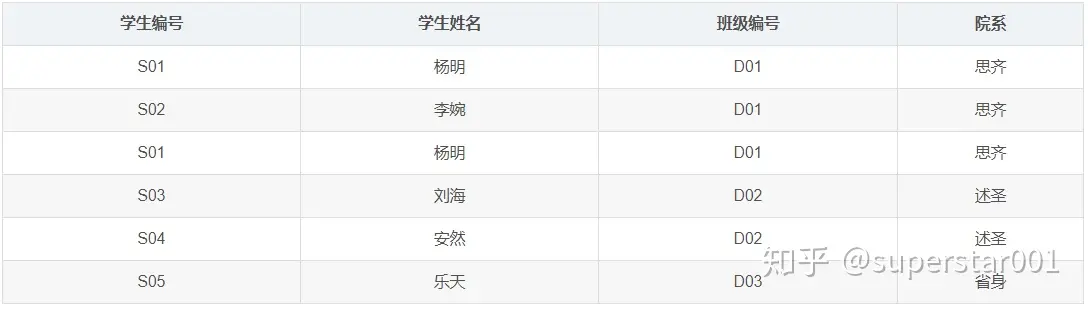 学生编号 学生姓名 班级编号 院系
S01 杨明 D01 思齐
S02 李婉 D01 思齐
S01 杨明 D01 思齐
S03 刘海 D02 述圣
S04 安然 D02 述圣
S05 乐天 D03 省身
知乎 @superstar001